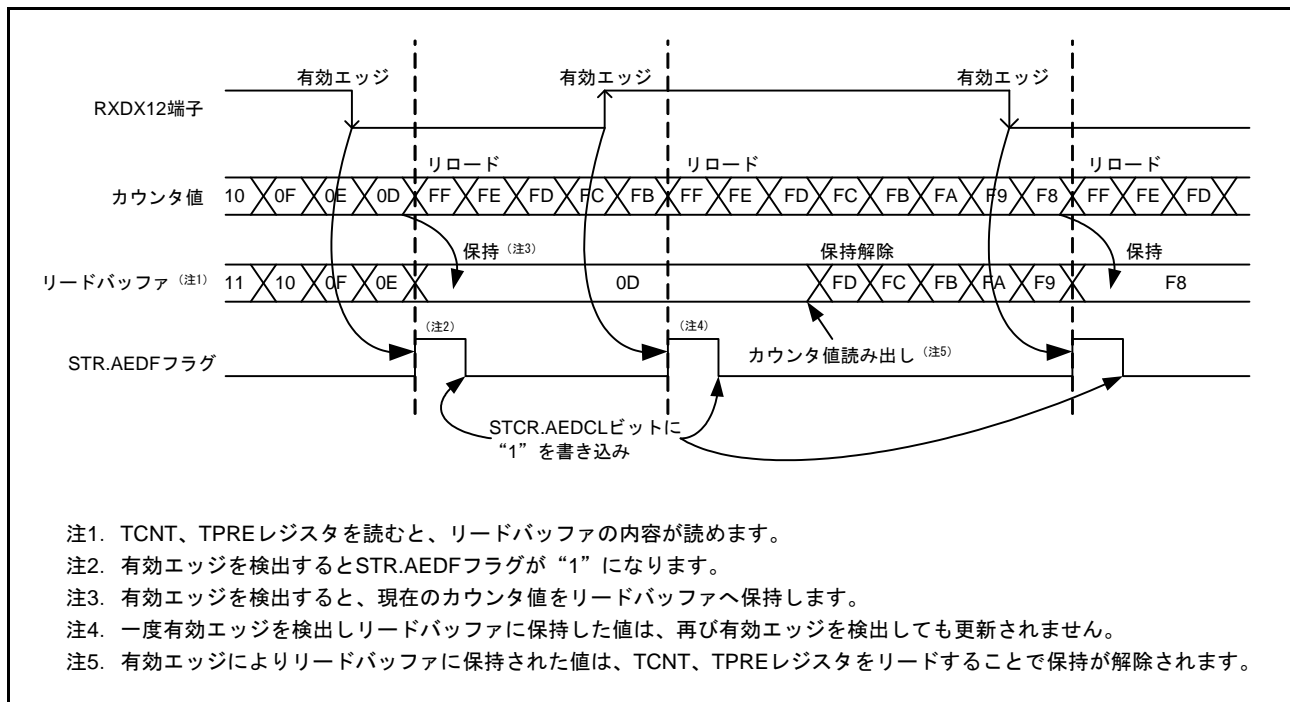 有効エッジ 有効エッジ 有効エッジ
RXDX12端子
リロード リロード リロード
カウンタ値 10 0F 0E 0D FF FE FD FC FB FF FE FD FC FB FA F9 F8 FF FE FD
保持（注3） 保持解除 保持
リードバッファ（注1） 11 10 0F 0E 0D FD FC FB FA F9 F8
（注2） （注4） カウンタ値読み出し（注5）
STR.AEDFフラグ
STCR.AEDCLビットに
“1”を書き込み
注1. TCNT、TPREレジスタを読むと、リードバッファの内容が読めます。
注2. 有効エッジを検出するとSTR.AEDFフラグが“1”になります。
注3. 有効エッジを検出すると、現在のカウンタ値をリードバッファへ保持します。
注4. 一度有効エッジを検出しリードバッファに保持した値は、再び有効エッジを検出しても更新されません。
注5. 有効エッジによりリードバッファに保持された値は、TCNT、TPREレジスタをリードすることで保持が解除されます。